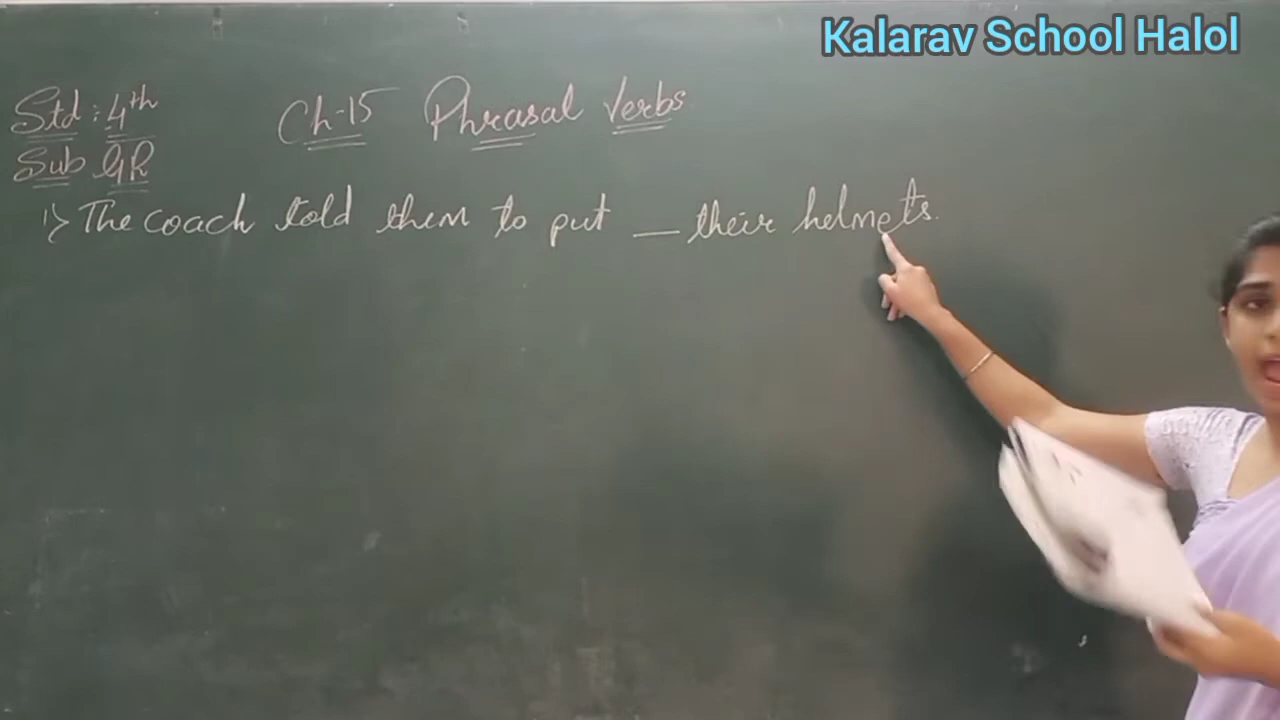 Kalarav School Halol
Std : 4th
Ch-15 Phrasal Verbs
Sub GR
1> The coach told them to put __ their helmets.